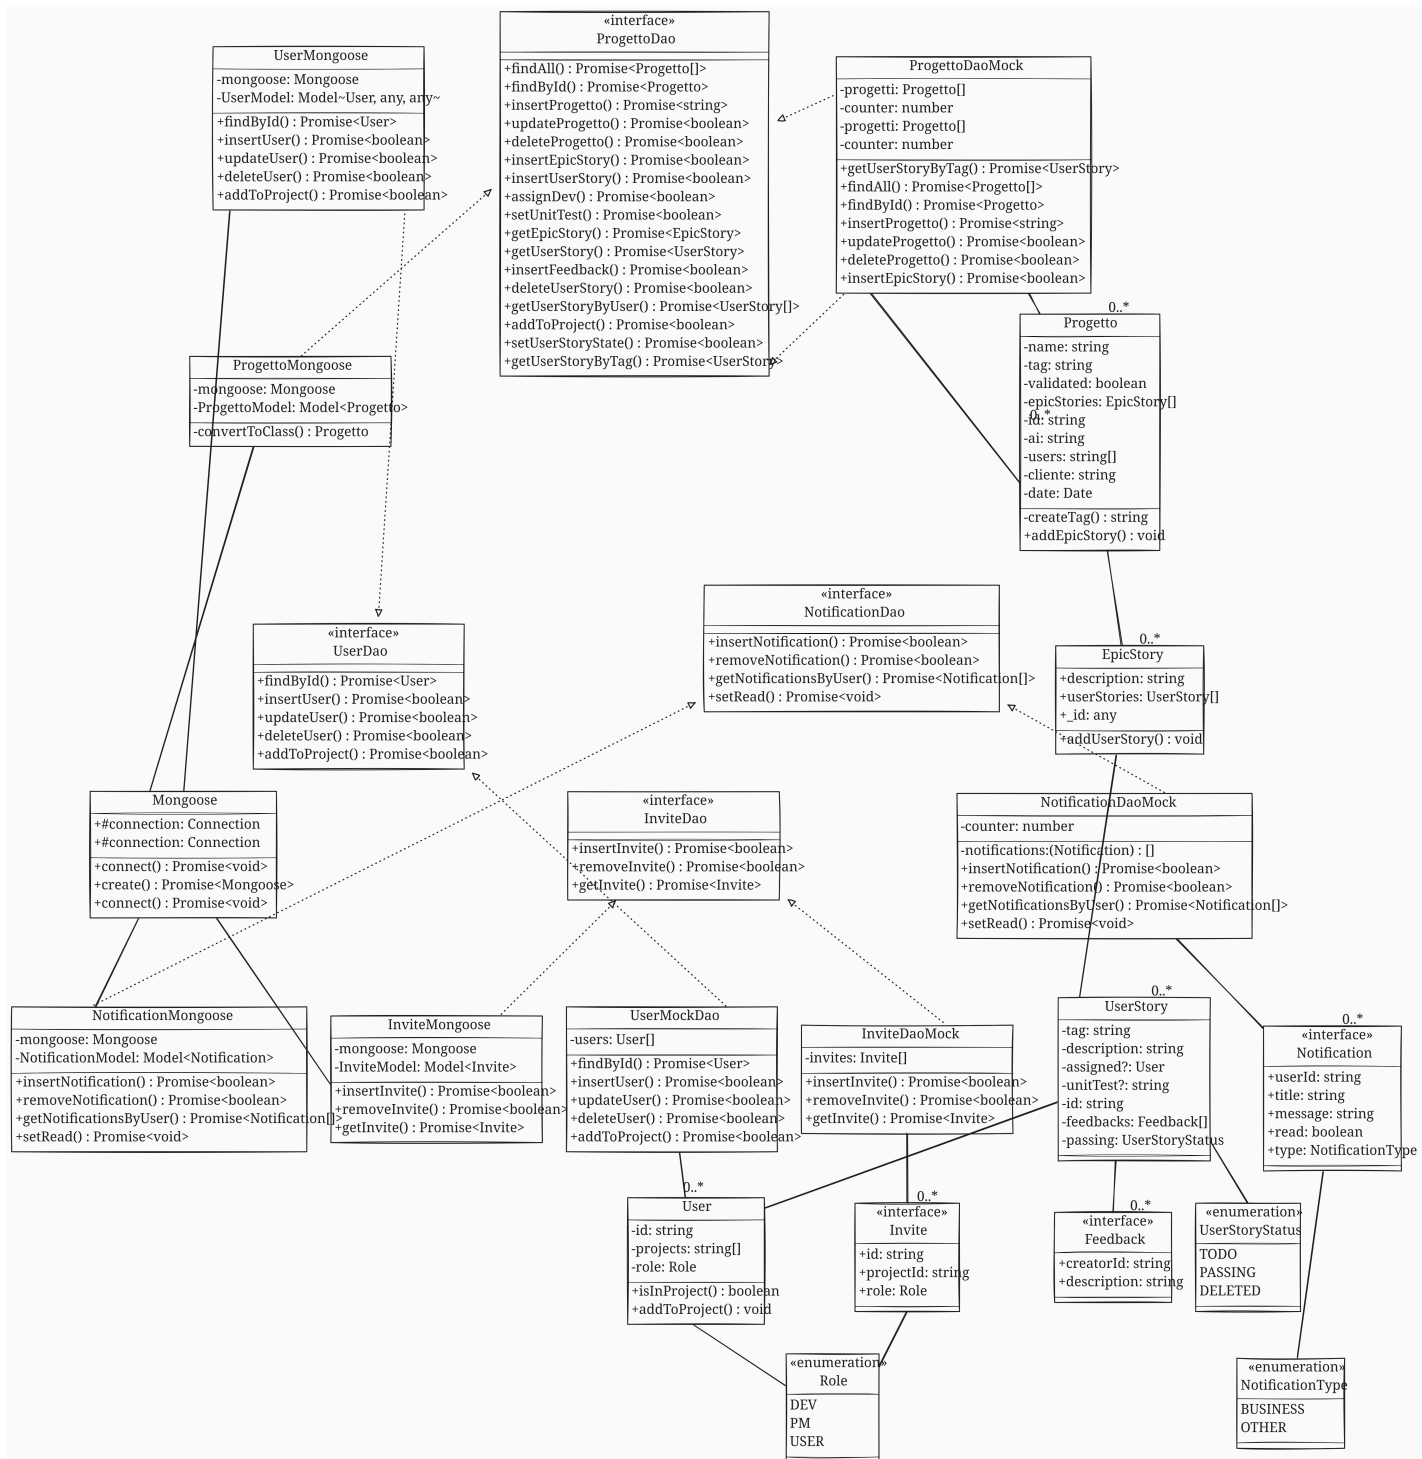 «interface»
ProgettoDao
+findAll() : Promise<Progetto[]>
+findById() : Promise<Progetto>
+insertProgetto() : Promise<string>
+updateProgetto() : Promise<boolean>
+deleteProgetto() : Promise<boolean>
+insertEpicStory() : Promise<boolean>
+insertUserStory() : Promise<boolean>
+assignDev() : Promise<boolean>
+setUnitTest() : Promise<boolean>
+getEpicStory() : Promise<EpicStory>
+getUserStory() : Promise<UserStory>
+insertFeedback() : Promise<boolean>
+deleteUserStory() : Promise<boolean>
+getUserStoryByUser() : Promise<UserStory[]>
+addToProject() : Promise<boolean>
+setUserStoryState() : Promise<boolean>
+getUserStoryByTag() : Promise<UserStory>
UserMongoose
-mongoose: Mongoose
-UserModel: Model~User, any, any~
+findById() : Promise<User>
+insertUser() : Promise<boolean>
+updateUser() : Promise<boolean>
+deleteUser() : Promise<boolean>
+addToProject() : Promise<boolean>
ProgettoDaoMock
-progetti: Progetto[]
-counter: number
-progetti: Progetto[]
-counter: number
+getUserStoryByTag() : Promise<UserStory>
+findAll() : Promise<Progetto[]>
+findById() : Promise<Progetto>
+insertProgetto() : Promise<string>
+updateProgetto() : Promise<boolean>
+deleteProgetto() : Promise<boolean>
+insertEpicStory() : Promise<boolean>
0..*
Progetto
-name: string
-tag: string
-validated: boolean
-epicStories: EpicStory[]
0..*
-id: string
-ai: string
-users: string[]
-cliente: string
-date: Date
-createTag() : string
+addEpicStory() : void
ProgettoMongoose
-mongoose: Mongoose
-ProgettoModel: Model<Progetto>
-convertToClass() : Progetto
«interface»
NotificationDao
+insertNotification() : Promise<boolean>
+removeNotification() : Promise<boolean>
+getNotificationsByUser() : Promise<Notification[]>
+setRead() : Promise<void>
«interface»
UserDao
+findById() : Promise<User>
+insertUser() : Promise<boolean>
+updateUser() : Promise<boolean>
+deleteUser() : Promise<boolean>
+addToProject() : Promise<boolean>
0..*
EpicStory
+description: string
+userStories: UserStory[]
+_id: any
+addUserStory() : void
Mongoose
+#connection: Connection
+#connection: Connection
+connect() : Promise<void>
+create() : Promise<Mongoose>
+connect() : Promise<void>
«interface»
InviteDao
+insertInvite() : Promise<boolean>
+removeInvite() : Promise<boolean>
+getInvite() : Promise<Invite>
NotificationDaoMock
-counter: number
-notifications:(Notification) : []
+insertNotification() : Promise<boolean>
+removeNotification() : Promise<boolean>
+getNotificationsByUser() : Promise<Notification[]>
+setRead() : Promise<void>
NotificationMongoose
-mongoose: Mongoose
-NotificationModel: Model<Notification>
+insertNotification() : Promise<boolean>
+removeNotification() : Promise<boolean>
+getNotificationsByUser() : Promise<Notification[]>
+setRead() : Promise<void>
InviteMongoose
-mongoose: Mongoose
-InviteModel: Model<Invite>
+insertInvite() : Promise<boolean>
+removeInvite() : Promise<boolean>
+getInvite() : Promise<Invite>
UserMockDao
-users: User[]
+findById() : Promise<User>
+insertUser() : Promise<boolean>
+updateUser() : Promise<boolean>
+deleteUser() : Promise<boolean>
+addToProject() : Promise<boolean>
InviteDaoMock
-invites: Invite[]
+insertInvite() : Promise<boolean>
+removeInvite() : Promise<boolean>
+getInvite() : Promise<Invite>
0..*
UserStory
-tag: string
-description: string
-assigned?: User
-unitTest?: string
-id: string
-feedbacks: Feedback[]
-passing: UserStoryStatus
0..*
«interface»
Notification
+userId: string
+title: string
+message: string
+read: boolean
+type: NotificationType
0..*
User
-id: string
-projects: string[]
-role: Role
+isInProject() : boolean
+addToProject() : void
0..*
«interface»
Invite
+id: string
+projectId: string
+role: Role
0..*
«interface»
Feedback
+creatorId: string
+description: string
«enumeration»
UserStoryStatus
TODO
PASSING
DELETED
«enumeration»
Role
DEV
PM
USER
«enumeration»
NotificationType
BUSINESS
OTHER